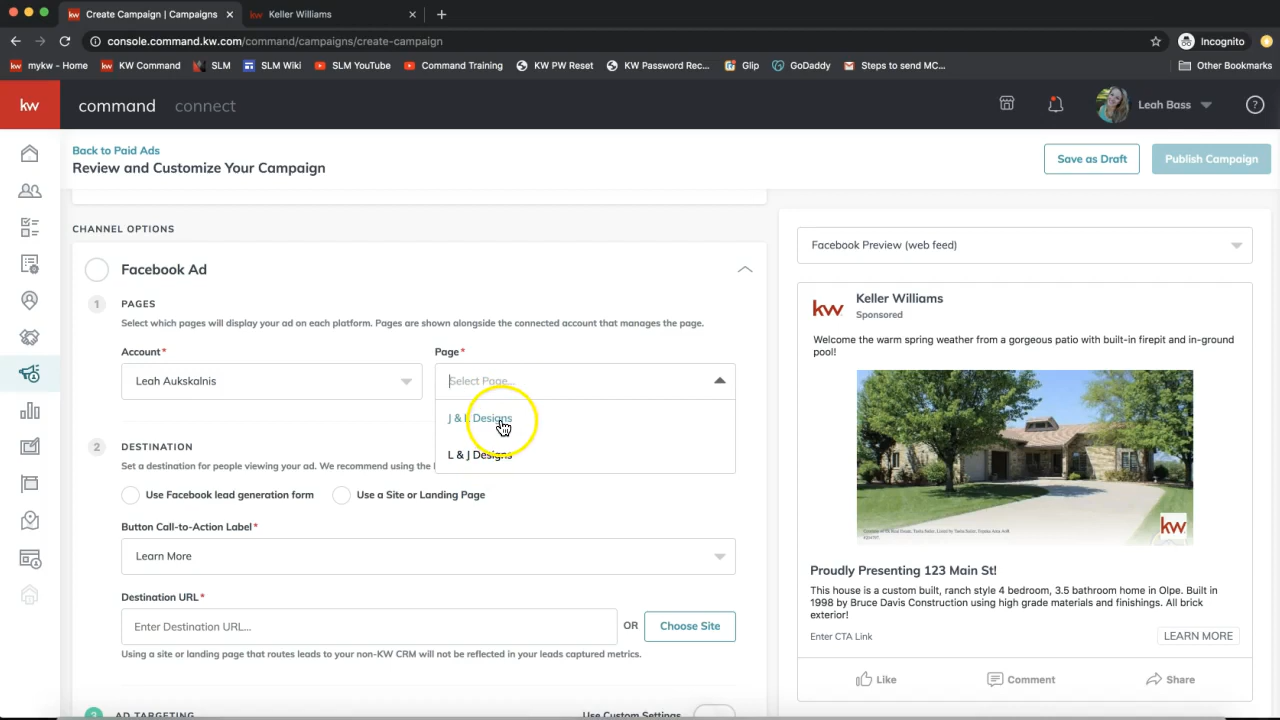 kw Create Campaign | Campaigns
kw Keller Williams
console.command.kw.com/command/campaigns/create-campaign
Incognito
kw mykw - Home
kw KW Command
SLM
SLM Wiki
SLM YouTube
Command Training
KW PW Reset
KW Password Rec...
Glip
GoDaddy
Steps to send MC...
Other Bookmarks
kw command connect
Leah Bass
?
Back to Paid Ads
Review and Customize Your Campaign
Save as Draft
Publish Campaign
CHANNEL OPTIONS
Facebook Ad
1 PAGES
Select which pages will display your ad on each platform. Pages are shown alongside the connected account that manages the page.
Account*
Leah Aukskalnis
Page*
Select Page...
J & L Designs
L & J Designs
2 DESTINATION
Set a destination for people viewing your ad. We recommend using the
Use Facebook lead generation form
Use a Site or Landing Page
Button Call-to-Action Label*
Learn More
Destination URL*
Enter Destination URL...
OR
Choose Site
Using a site or landing page that routes leads to your non-KW CRM will not be reflected in your leads captured metrics.
3 AD TARGETING
Use Custom Settings
Facebook Preview (web feed)
kw Keller Williams
Sponsored
Welcome the warm spring weather from a gorgeous patio with built-in firepit and in-ground
pool!
kw
Proudly Presenting 123 Main St!
This house is a custom built, ranch style 4 bedroom, 3.5 bathroom home in Olpe. Built in
1998 by Bruce Davis Construction using high grade materials and finishings. All brick
exterior!
Enter CTA Link
LEARN MORE
Like
Comment
Share